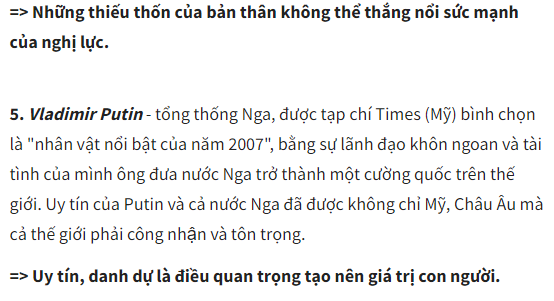 => Những thiếu thốn của bản thân không thể thắng nổi sức mạnh
của nghị lực.
5. Vladimir Putin - tổng thống Nga, được tạp chí Times (Mỹ) bình chọn
là "nhân vật nổi bật của năm 2007", bằng sự lãnh đạo khôn ngoan và tài
tình của mình ông đưa nước Nga trở thành một cường quốc trên thế
giới. Uy tín của Putin và cả nước Nga đã được không chỉ Mỹ, Châu Âu mà
cả thế giới phải công nhận và tôn trọng.
=> Uy tín, danh dự là điều quan trọng tạo nên giá trị con người.